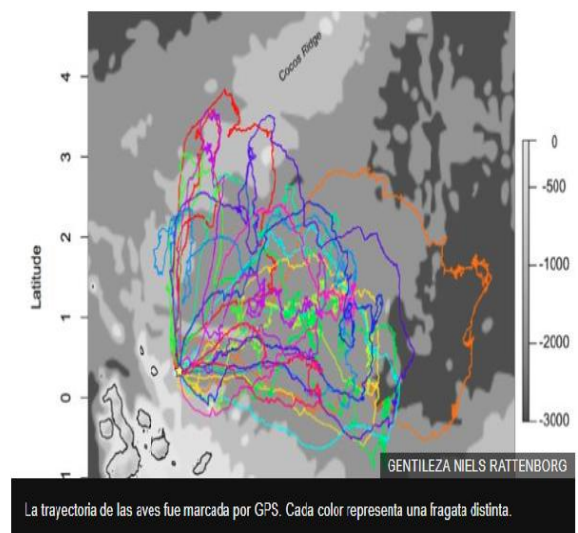 Cocos Ridge
4
3
2
1
0
1
Latitude
0
-500
-1000
-2000
-3000
GENTILEZA NIELS RATTENBORG
La trayectoria de las aves fue marcada por GPS. Cada color representa una fragata distinta.